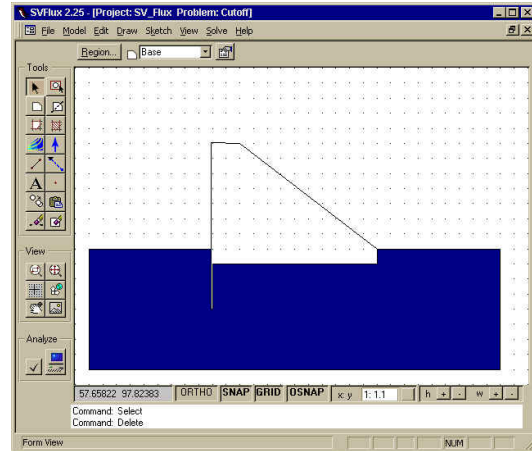 SVFlux 2.25 - [Project: SV_Flux Problem: Cutoff]
File Model Edit Draw Sketch View Solve Help
Region... Base
Tools
A
View
Analyze
57.65822 97.82383 ORTHO SNAP GRID OSNAP x: y 1: 1.1 h + - w + -
Command: Select
Command: Delete
Form View NUM